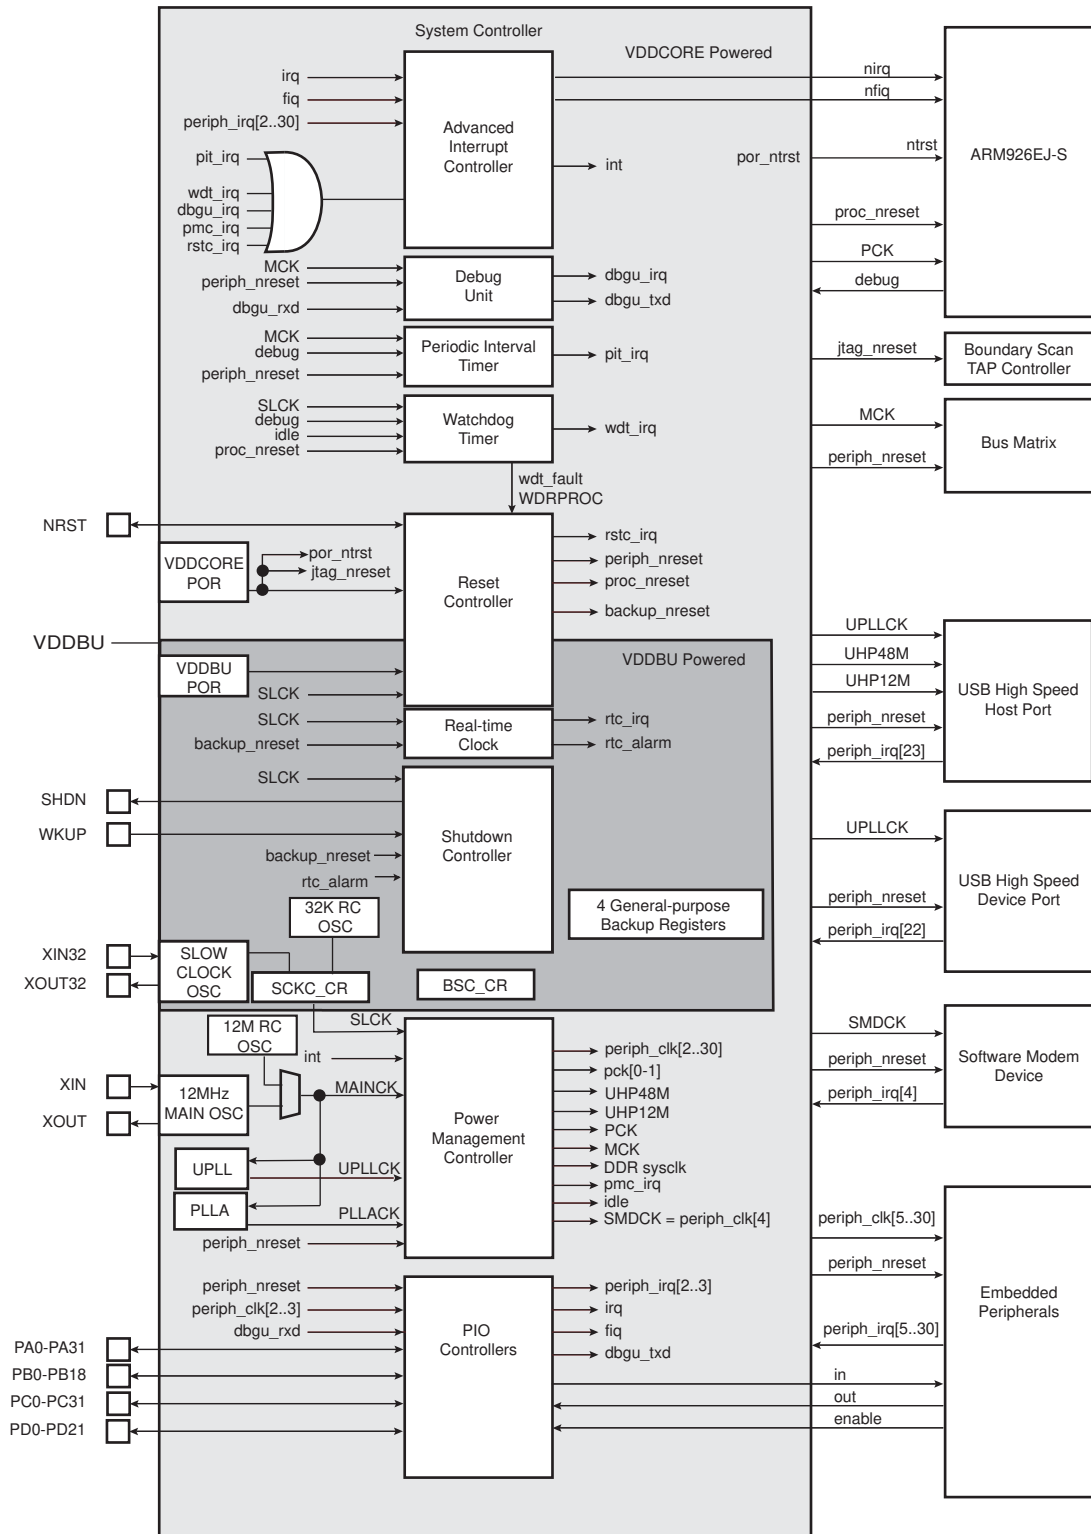 System Controller
VDDCORE Powered
irq
fiq
periph_irq[2..30]
pit_irq
wdt_irq
dbgu_irq
pmc_irq
rstc_irq
Advanced
Interrupt
Controller
int
nirq
nfiq
por_ntrst
ntrst
proc_nreset
PCK
debug
ARM926EJ-S
MCK
periph_nreset
dbgu_rxd
Debug
Unit
dbgu_irq
dbgu_txd
MCK
debug
periph_nreset
Periodic Interval
Timer
pit_irq
jtag_nreset
Boundary Scan
TAP Controller
SLCK
debug
idle
proc_nreset
Watchdog
Timer
wdt_irq
MCK
periph_nreset
Bus Matrix
wdt_fault
WDRPROC
NRST
VDDCORE
POR
por_ntrst
jtag_nreset
Reset
Controller
rstc_irq
periph_nreset
proc_nreset
backup_nreset
VDDBU
VDDBU Powered
VDDBU
POR
SLCK
UPLLCK
UHP48M
UHP12M
periph_nreset
periph_irq[23]
USB High Speed
Host Port
SLCK
backup_nreset
Real-time
Clock
rtc_irq
rtc_alarm
SLCK
SHDN
WKUP
backup_nreset
rtc_alarm
Shutdown
Controller
4 General-purpose
Backup Registers
UPLLCK
periph_nreset
periph_irq[22]
USB High Speed
Device Port
32K RC
OSC
XIN32
XOUT32
SLOW
CLOCK
OSC
SCKC_CR
BSC_CR
SLCK
12M RC
OSC
int
XIN
XOUT
12MHz
MAIN OSC
MAINCK
UPLL
UPLLCK
PLLA
PLLACK
periph_nreset
Power
Management
Controller
periph_clk[2..30]
pck[0-1]
UHP48M
UHP12M
PCK
MCK
DDR sysclk
pmc_irq
idle
SMDCK = periph_clk[4]
SMDCK
periph_nreset
periph_irq[4]
Software Modem
Device
periph_nreset
periph_clk[2..3]
dbgu_rxd
PA0-PA31
PB0-PB18
PC0-PC31
PD0-PD21
PIO
Controllers
periph_irq[2..3]
irq
fiq
dbgu_txd
periph_clk[5..30]
periph_nreset
periph_irq[5..30]
in
out
enable
Embedded
Peripherals